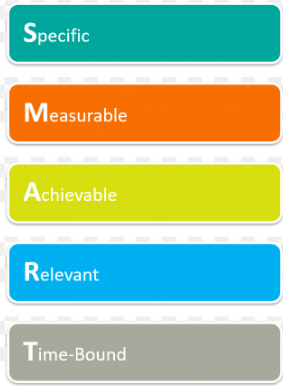 Specific
Measurable
Achievable
Relevant
Time-Bound